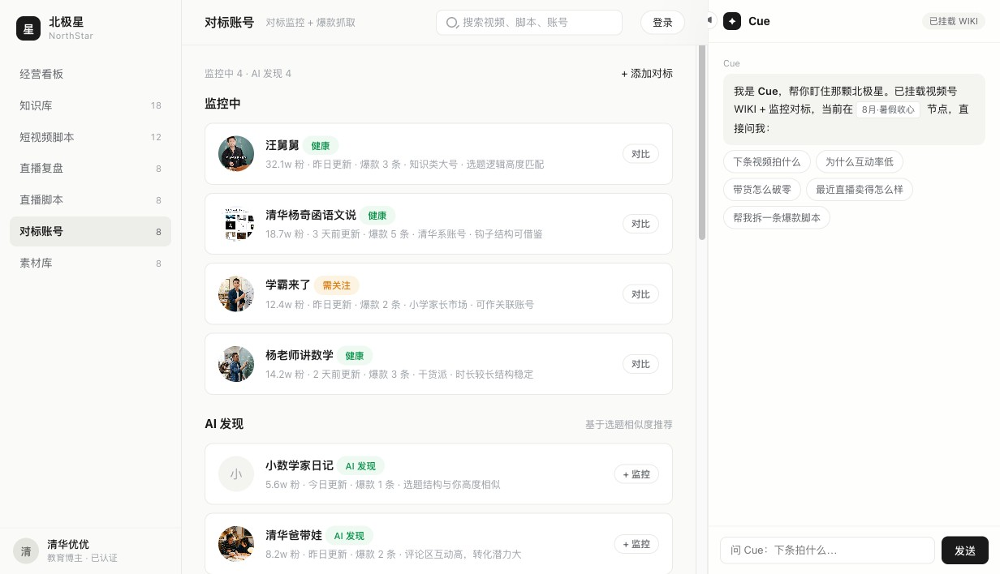 星
北极星
NorthStar
经营看板
知识库 18
短视频脚本 12
直播复盘 8
直播脚本 8
对标账号 8
素材库 8
清
清华优优
教育博主 · 已认证
对标账号 对标监控 + 爆款抓取
搜索视频、脚本、账号
登录
监控中 4 · AI 发现 4
+ 添加对标
监控中
汪舅舅 健康
32.1w 粉 · 昨日更新 · 爆款 3 条 · 知识类大号 · 选题逻辑高度匹配
对比
清华杨奇函语文说 健康
18.7w 粉 · 3 天前更新 · 爆款 5 条 · 清华系账号 · 钩子结构可借鉴
对比
学霸来了 需关注
12.4w 粉 · 昨日更新 · 爆款 2 条 · 小学家长市场 · 可作关联账号
对比
杨老师讲数学 健康
14.2w 粉 · 2 天前更新 · 爆款 3 条 · 干货派 · 时长较长结构稳定
对比
AI 发现
基于选题相似度推荐
小
小数学家日记 AI 发现
5.6w 粉 · 今日更新 · 爆款 1 条 · 选题结构与你高度相似
+ 监控
清华爸带娃 AI 发现
8.2w 粉 · 昨日更新 · 爆款 2 条 · 评论区互动高，转化潜力大
+ 监控
Cue
已挂载 WIKI
Cue
我是 Cue，帮你盯住那颗北极星。已挂载视频号
WIKI + 监控对标，当前在 8月·暑假收心 节点，直
接问我：
下条视频拍什么 为什么互动率低
带货怎么破零 最近直播卖得怎么样
帮我拆一条爆款脚本
问 Cue：下条拍什么…
发送